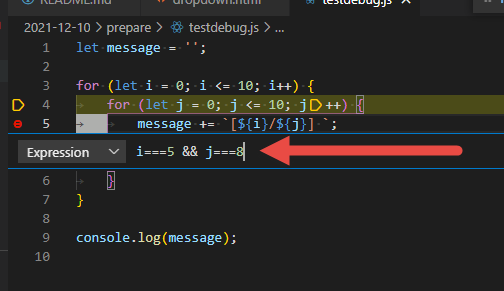 README.md dropdown.html testdebug.js
2021-12-10 > prepare > testdebug.js > ...
1 let message = '';
2
3 for (let i = 0; i <= 10; i++) {
4 for (let j = 0; j <= 10; j++) {
5 message += `[${i}/${j}] `;
Expression i===5 && j===8
6 }
7 }
8
9 console.log(message);
10